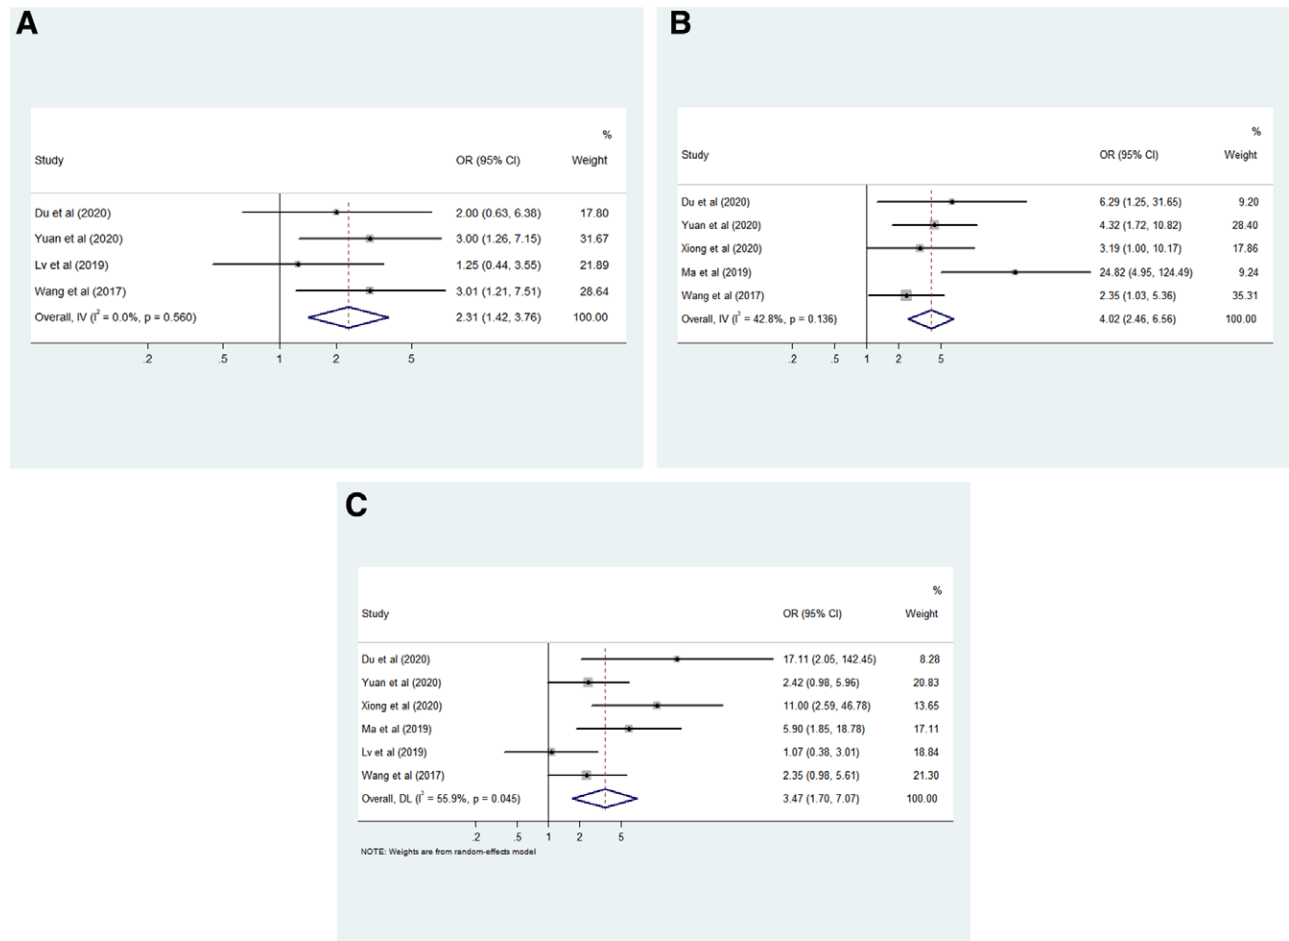 A
%
Study OR (95% CI) Weight
Du et al (2020) 2.00 (0.63, 6.38) 17.80
Yuan et al (2020) 3.00 (1.26, 7.15) 31.67
Lv et al (2019) 1.25 (0.44, 3.55) 21.89
Wang et al (2017) 3.01 (1.21, 7.51) 28.64
Overall, IV (I² = 0.0%, p = 0.560) 2.31 (1.42, 3.76) 100.00
.2 .5 1 2 5
B
%
Study OR (95% CI) Weight
Du et al (2020) 6.29 (1.25, 31.65) 9.20
Yuan et al (2020) 4.32 (1.72, 10.82) 28.40
Xiong et al (2020) 3.19 (1.00, 10.17) 17.86
Ma et al (2019) 24.82 (4.95, 124.49) 9.24
Wang et al (2017) 2.35 (1.03, 5.36) 35.31
Overall, IV (I² = 42.8%, p = 0.136) 4.02 (2.46, 6.56) 100.00
.2 .5 1 2 5
C
%
Study OR (95% CI) Weight
Du et al (2020) 17.11 (2.05, 142.45) 8.28
Yuan et al (2020) 2.42 (0.98, 5.96) 20.83
Xiong et al (2020) 11.00 (2.59, 46.78) 13.65
Ma et al (2019) 5.90 (1.85, 18.78) 17.11
Lv et al (2019) 1.07 (0.38, 3.01) 18.84
Wang et al (2017) 2.35 (0.98, 5.61) 21.30
Overall, DL (I² = 55.9%, p = 0.045) 3.47 (1.70, 7.07) 100.00
.2 .5 1 2 5
NOTE: Weights are from random-effects model